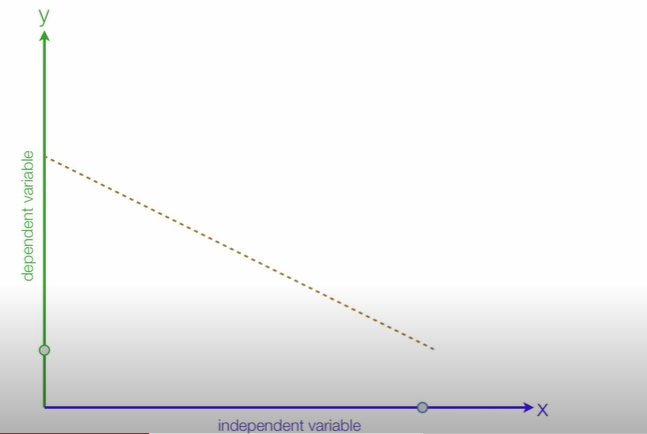 y
dependent variable
x
independent variable